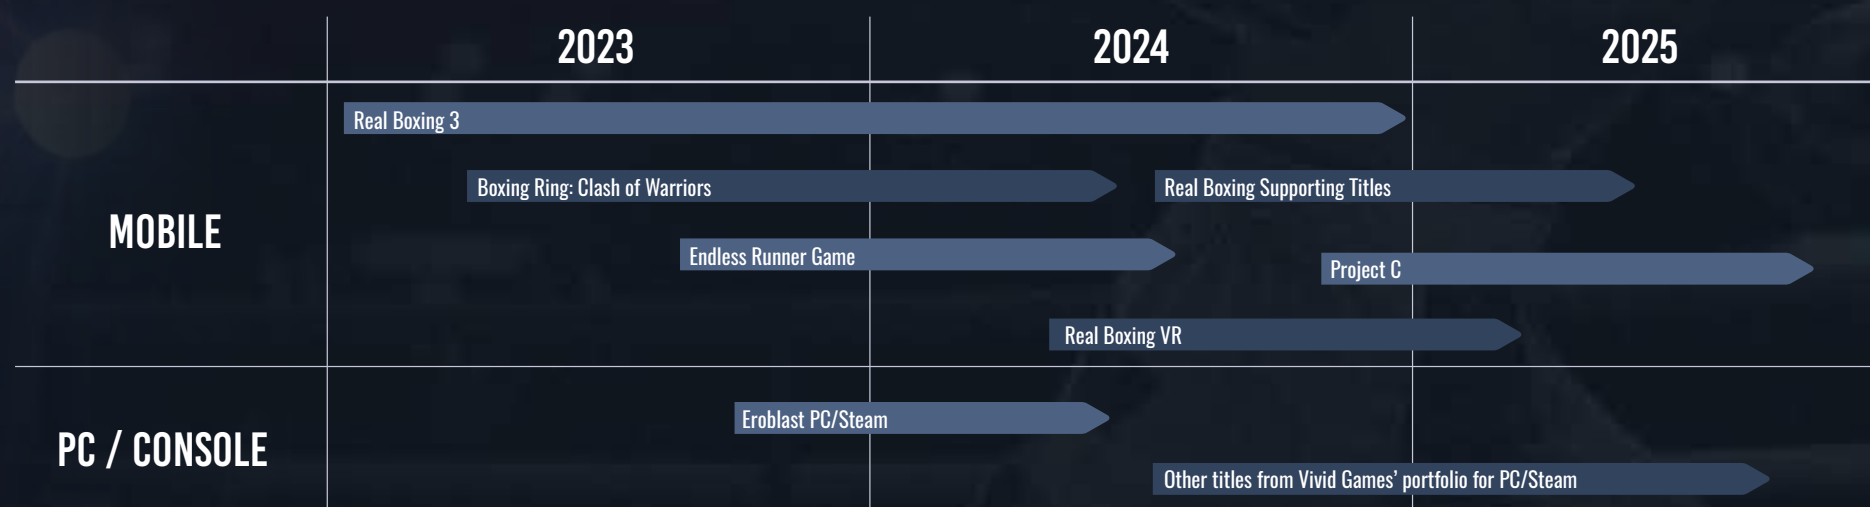 2023
2024
2025
MOBILE
Real Boxing 3
Boxing Ring: Clash of Warriors
Real Boxing Supporting Titles
Endless Runner Game
Project C
Real Boxing VR
PC / CONSOLE
Eroblast PC/Steam
Other titles from Vivid Games’ portfolio for PC/Steam